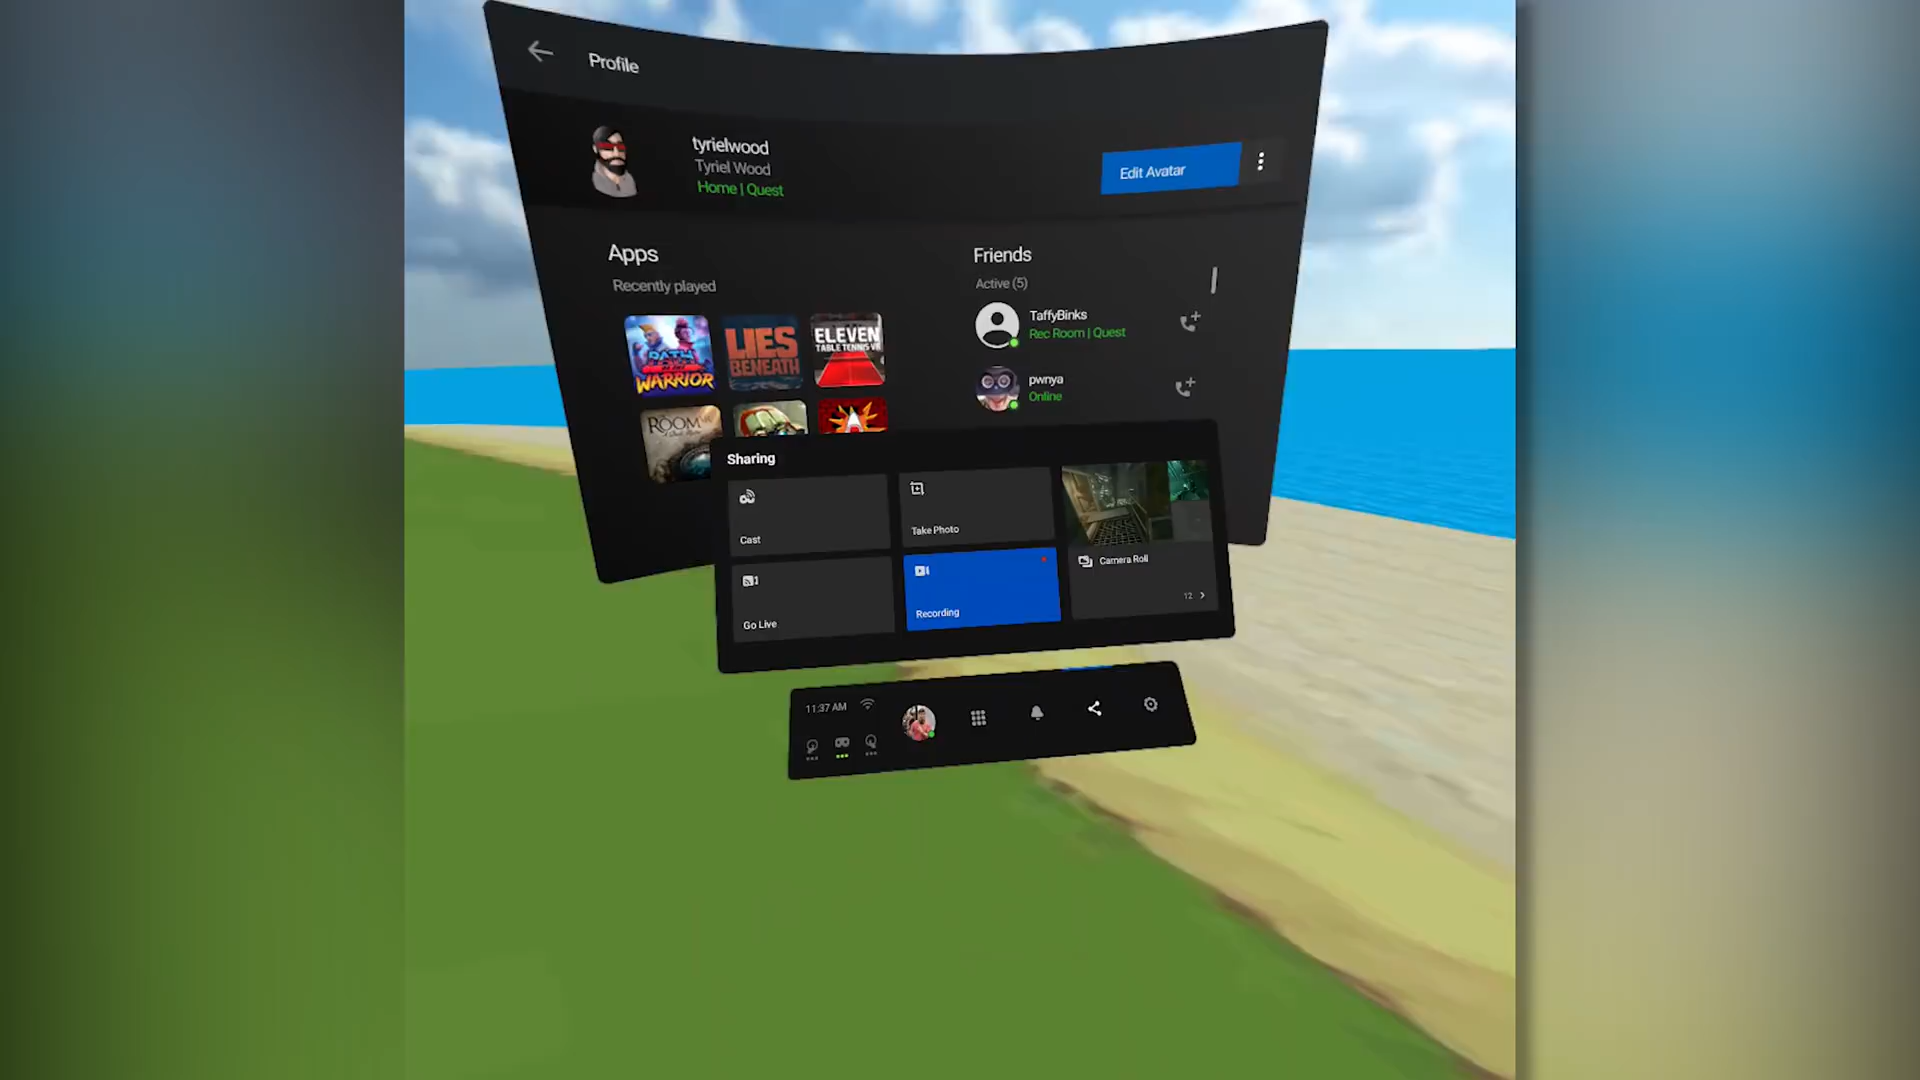 Profile
tyrielwood
Tyriel Wood
Home | Quest
Edit Avatar
Apps
Recently played
PATH
WARRIOR
LIES
BENEATH
ELEVEN
TABLE TENNIS VR
ROOM
Friends
Active (5)
TaffyBinks
Rec Room | Quest
pwnya
Online
Sharing
Cast
Take Photo
Camera Roll
12
Go Live
Recording
11:37 AM